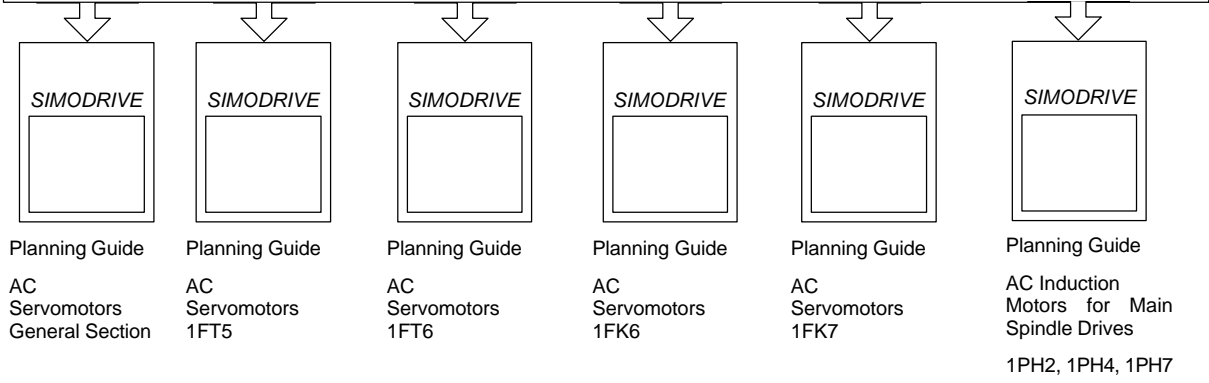 SIMODRIVE
Planning Guide
AC
Servomotors
General Section
SIMODRIVE
Planning Guide
AC
Servomotors
1FT5
SIMODRIVE
Planning Guide
AC
Servomotors
1FT6
SIMODRIVE
Planning Guide
AC
Servomotors
1FK6
SIMODRIVE
Planning Guide
AC
Servomotors
1FK7
SIMODRIVE
Planning Guide
AC Induction
Motors for Main
Spindle Drives
1PH2, 1PH4, 1PH7